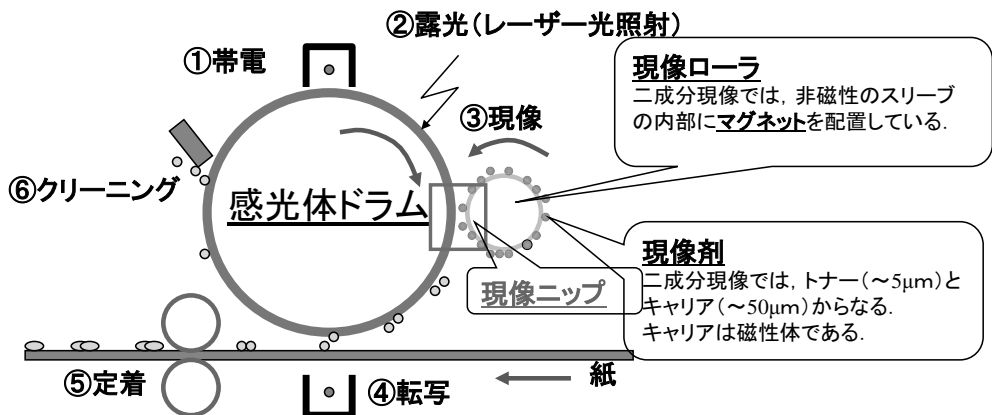 ②露光(レーザー光照射)
①帯電
現像ローラ
二成分現像では,非磁性のスリーブ
の内部にマグネットを配置している.
③現像
⑥クリーニング
感光体ドラム
現像剤
二成分現像では,トナー(~5μm)と
キャリア(~50μm)からなる.
キャリアは磁性体である.
現像ニップ
⑤定着
④転写
紙